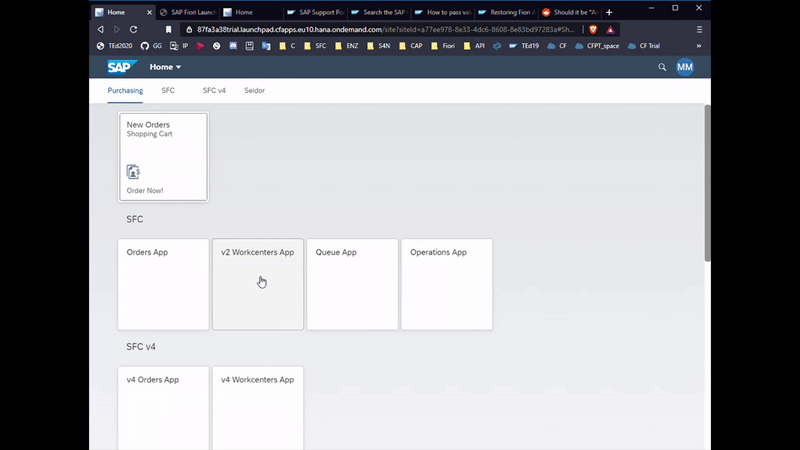 Home
SAP Fiori Launch
Home
SAP Support Por
Search the SAP
How to pass val
Restoring Fiori A
Should it be "Ar
87fa3a38trial.launchpad.cfapps.eu10.hana.ondemand.com/site?siteId=a77ee978-8e33-4dc6-8608-8e83bd97283a#Sh...
TEd2020
GG
IP
C
SFC
ENZ
S4N
CAP
Fiori
API
TEd19
CF
CFPT_space
CF Trial
SAP
Home
MM
Purchasing
SFC
SFC v4
Seidor
New Orders
Shopping Cart
Order Now!
SFC
Orders App
v2 Workcenters App
Queue App
Operations App
SFC v4
v4 Orders App
v4 Workcenters App